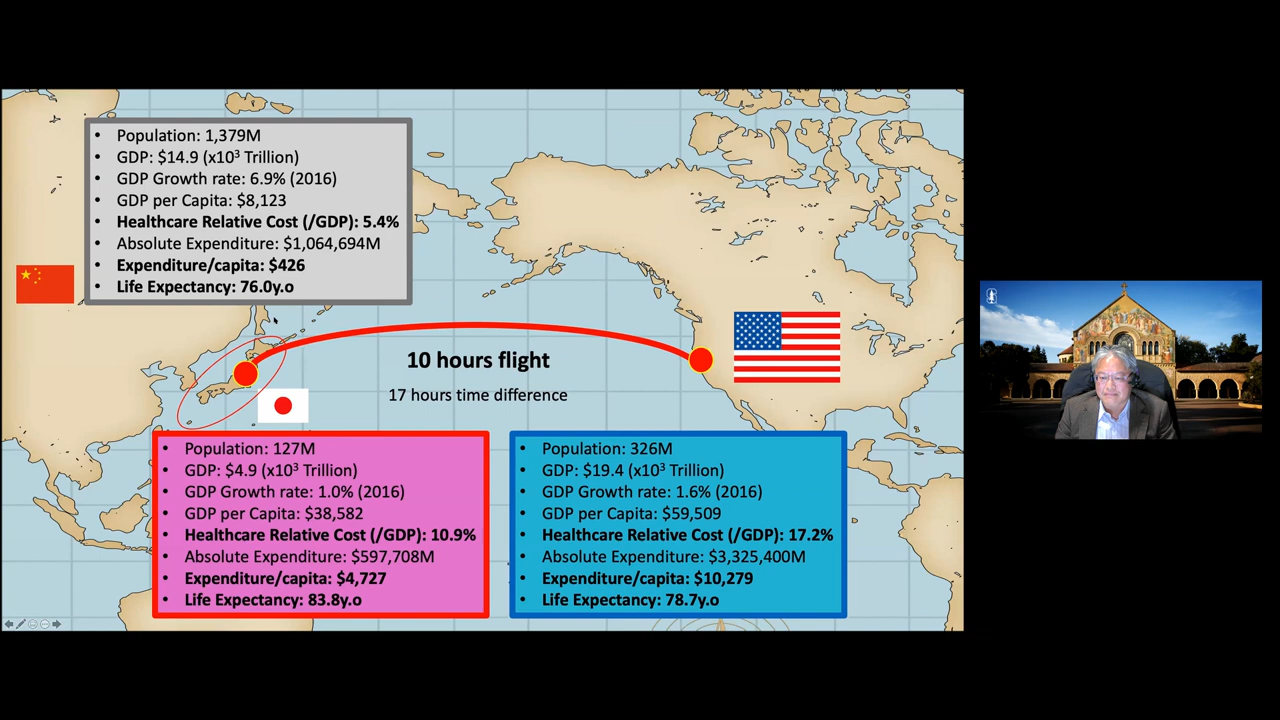 • Population: 1,379M
• GDP: $14.9 (x10³ Trillion)
• GDP Growth rate: 6.9% (2016)
• GDP per Capita: $8,123
• Healthcare Relative Cost (/GDP): 5.4%
• Absolute Expenditure: $1,064,694M
• Expenditure/capita: $426
• Life Expectancy: 76.0y.o
10 hours flight
17 hours time difference
• Population: 127M
• GDP: $4.9 (x10³ Trillion)
• GDP Growth rate: 1.0% (2016)
• GDP per Capita: $38,582
• Healthcare Relative Cost (/GDP): 10.9%
• Absolute Expenditure: $597,708M
• Expenditure/capita: $4,727
• Life Expectancy: 83.8y.o
• Population: 326M
• GDP: $19.4 (x10³ Trillion)
• GDP Growth rate: 1.6% (2016)
• GDP per Capita: $59,509
• Healthcare Relative Cost (/GDP): 17.2%
• Absolute Expenditure: $3,325,400M
• Expenditure/capita: $10,279
• Life Expectancy: 78.7y.o